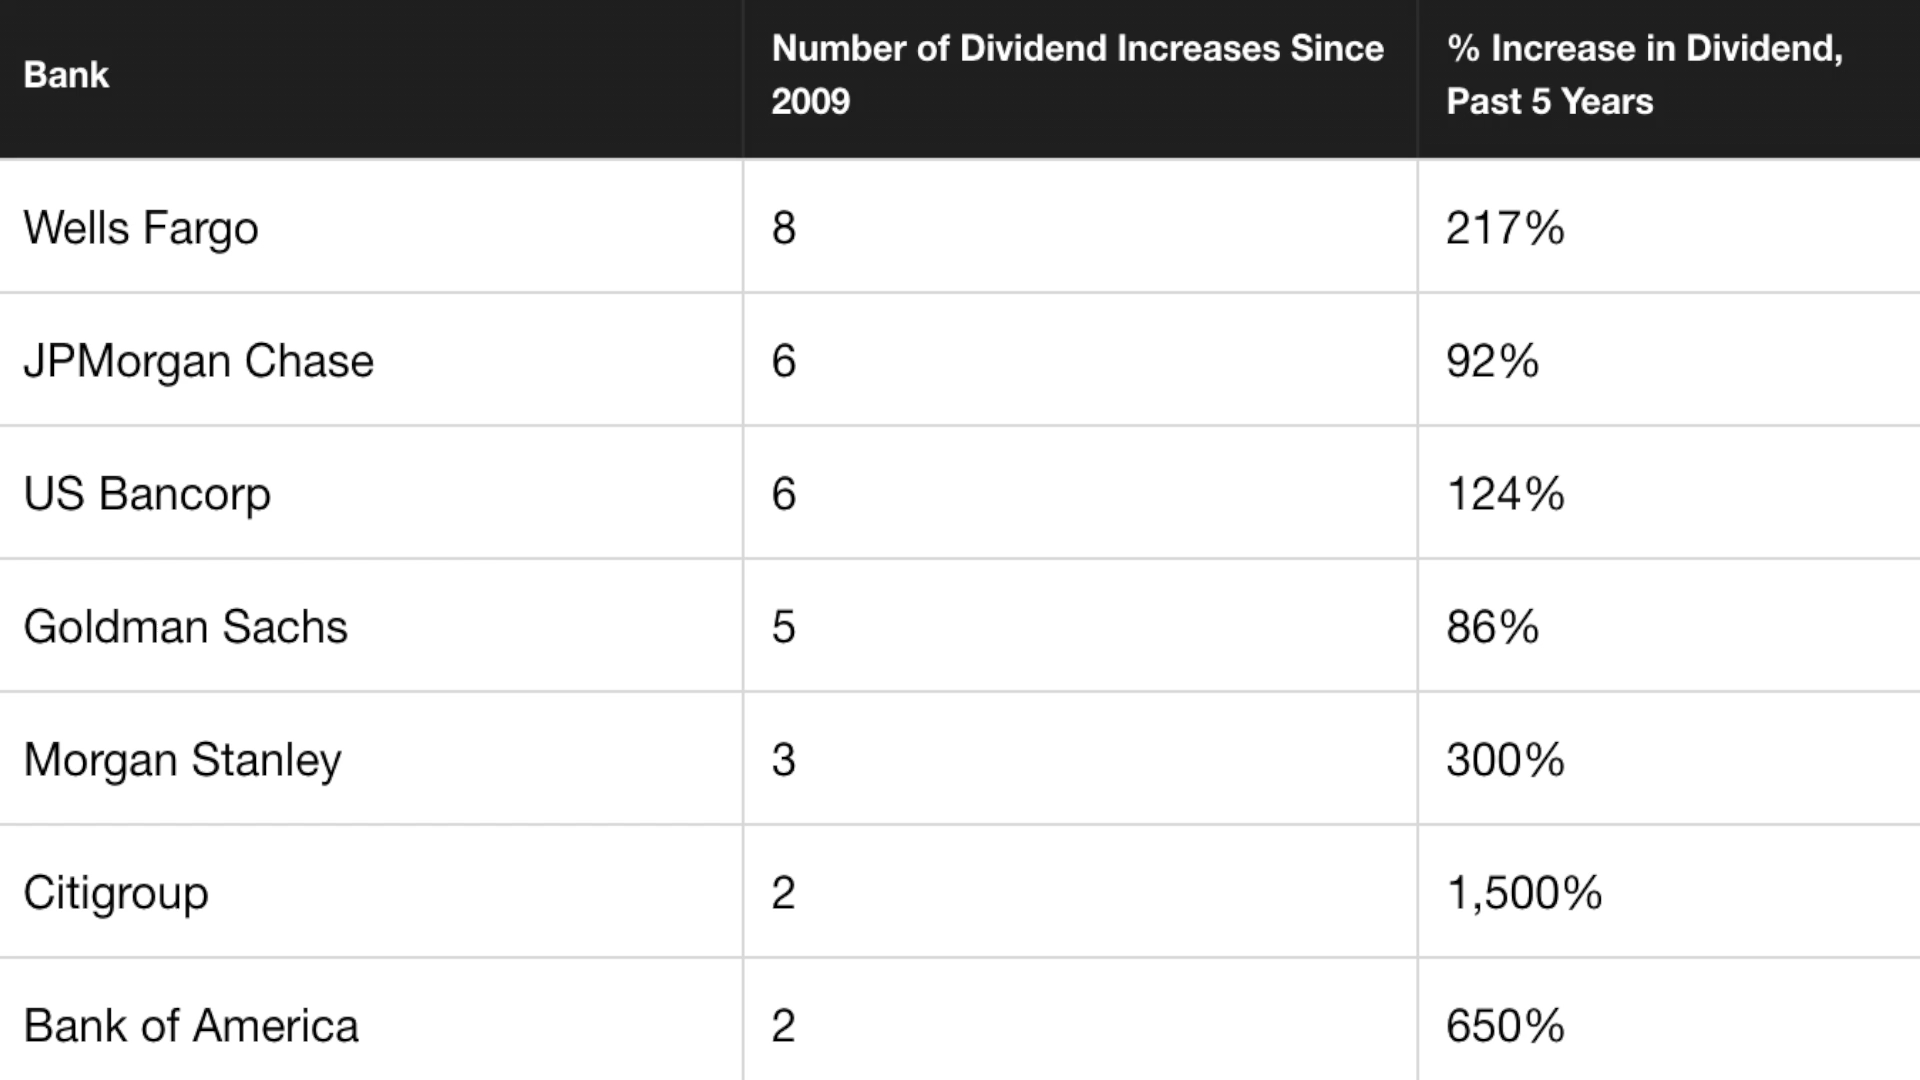 Bank
Number of Dividend Increases Since
2009
% Increase in Dividend,
Past 5 Years
Wells Fargo 8 217%
JPMorgan Chase 6 92%
US Bancorp 6 124%
Goldman Sachs 5 86%
Morgan Stanley 3 300%
Citigroup 2 1,500%
Bank of America 2 650%